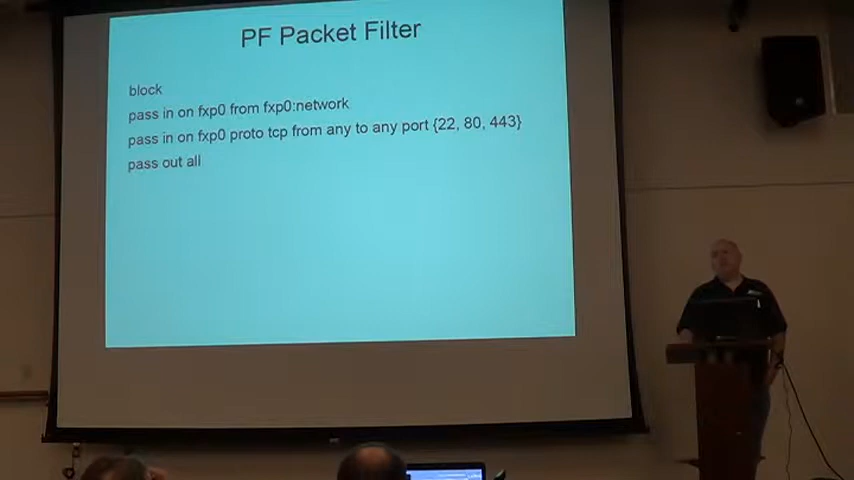 PF Packet Filter
block
pass in on fxp0 from fxp0:network
pass in on fxp0 proto tcp from any to any port {22, 80, 443}
pass out all